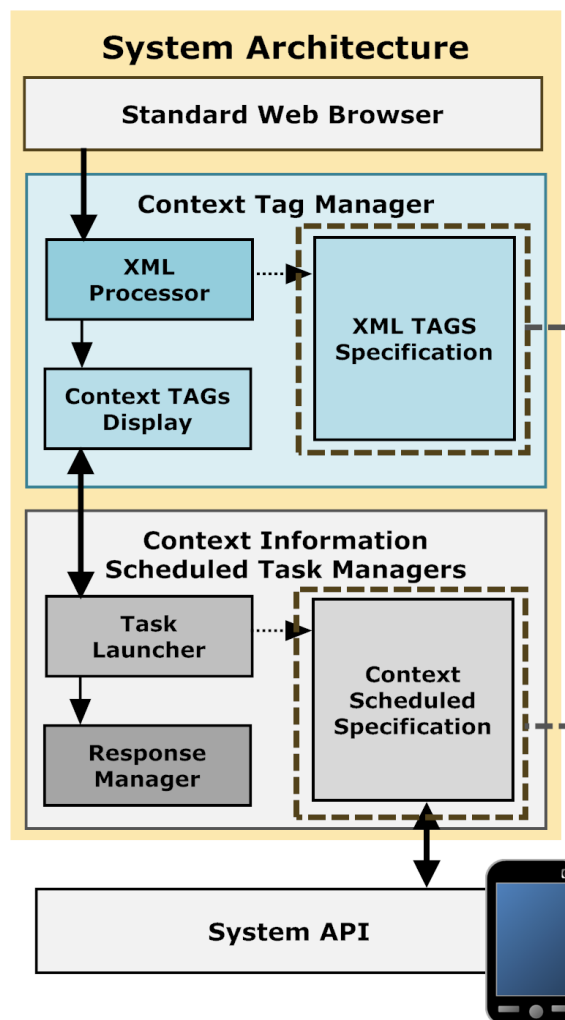 System Architecture
Standard Web Browser
Context Tag Manager
XML
Processor
XML TAGS
Specification
Context TAGs
Display
Context Information
Scheduled Task Managers
Task
Launcher
Context
Scheduled
Specification
Response
Manager
System API